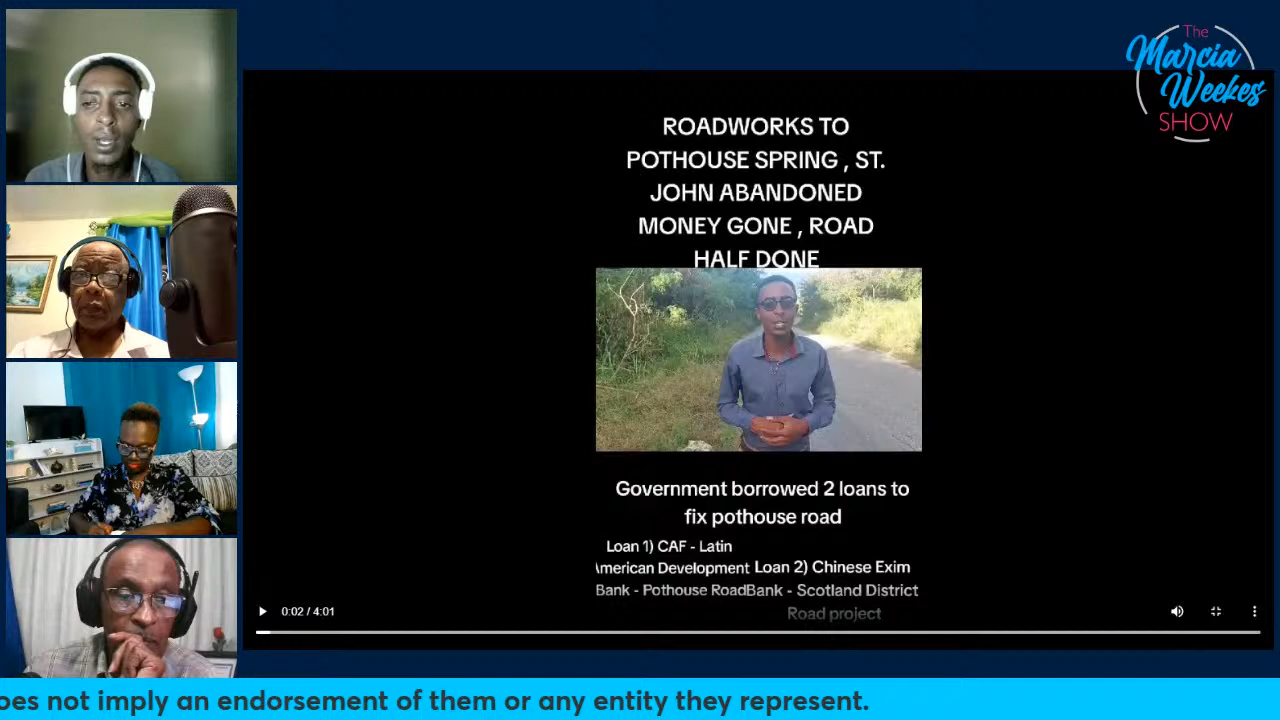 The
Marcia
Weekes
SHOW
ROADWORKS TO
POTHOUSE SPRING , ST.
JOHN ABANDONED
MONEY GONE , ROAD
HALF DONE
Government borrowed 2 loans to
fix pothouse road
Loan 1) CAF - Latin
American Development
Bank - Pothouse Road
Loan 2) Chinese Exim
Bank - Scotland District
Road project
0:02 / 4:01
oes not imply an endorsement of them or any entity they represent.